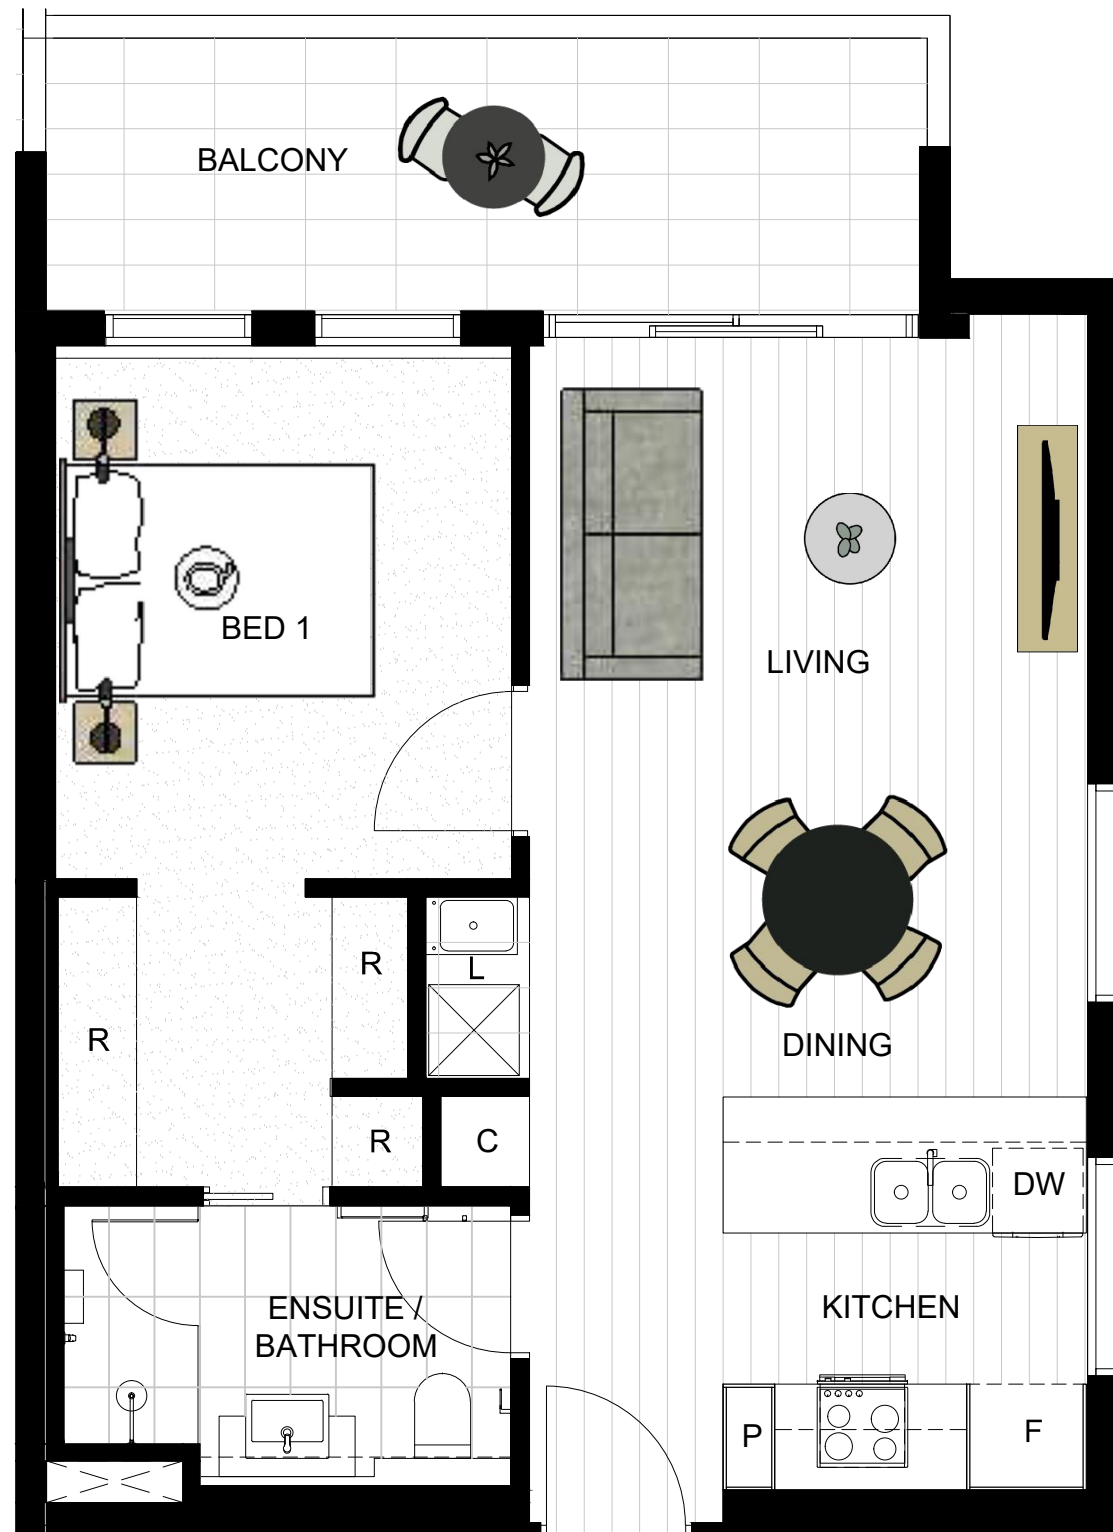 BALCONY
BED 1
LIVING
R
L
R
DINING
R
C
DW
ENSUITE /
BATHROOM
KITCHEN
P
F